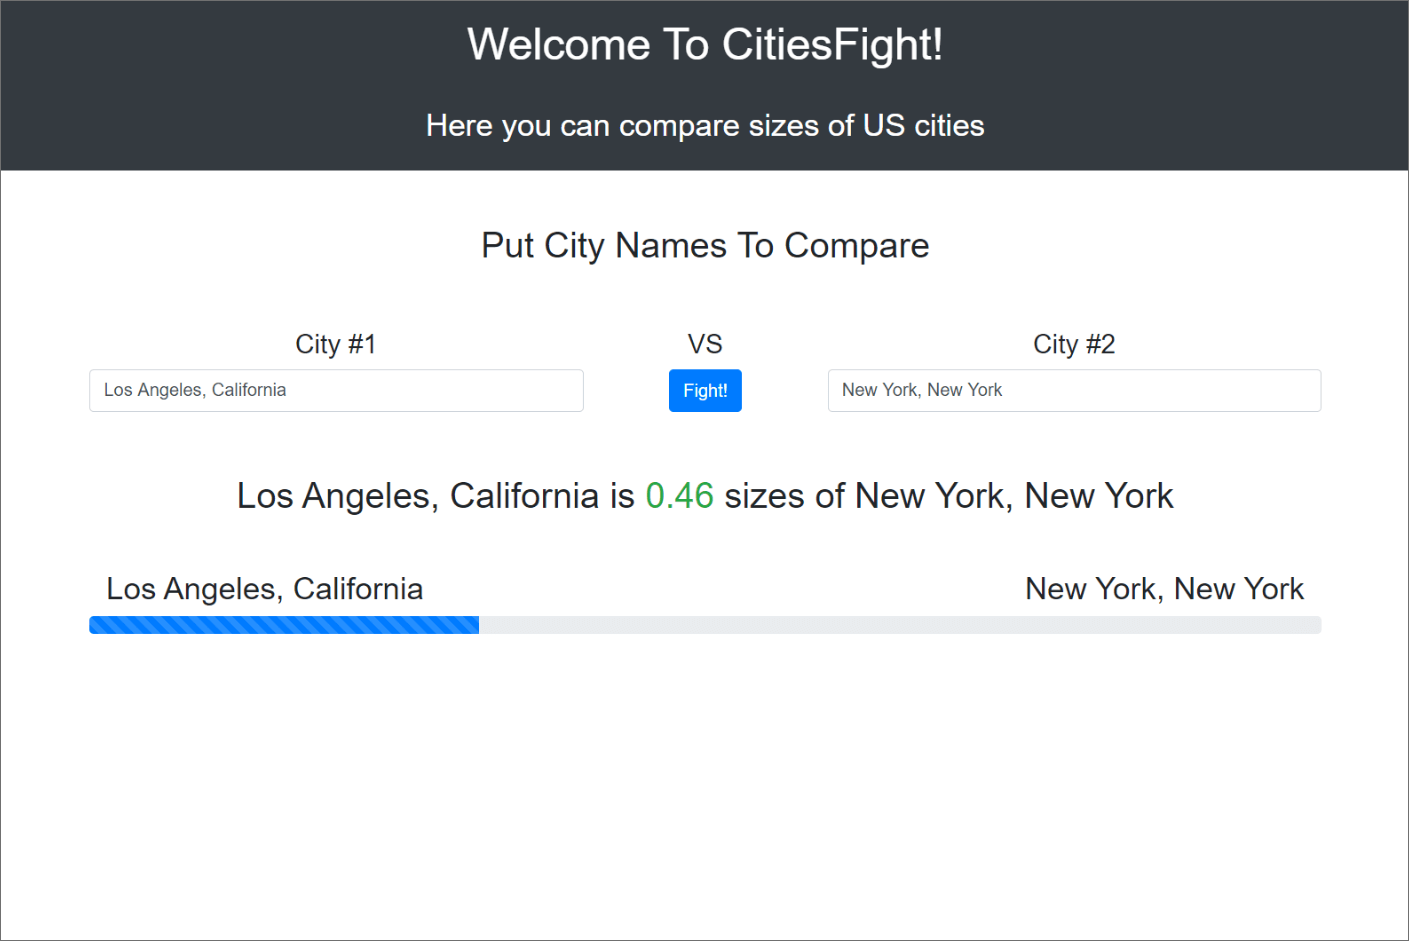 Welcome To CitiesFight!
Here you can compare sizes of US cities
Put City Names To Compare
City #1
VS
City #2
Los Angeles, California
Fight!
New York, New York
Los Angeles, California is 0.46 sizes of New York, New York
Los Angeles, California
New York, New York